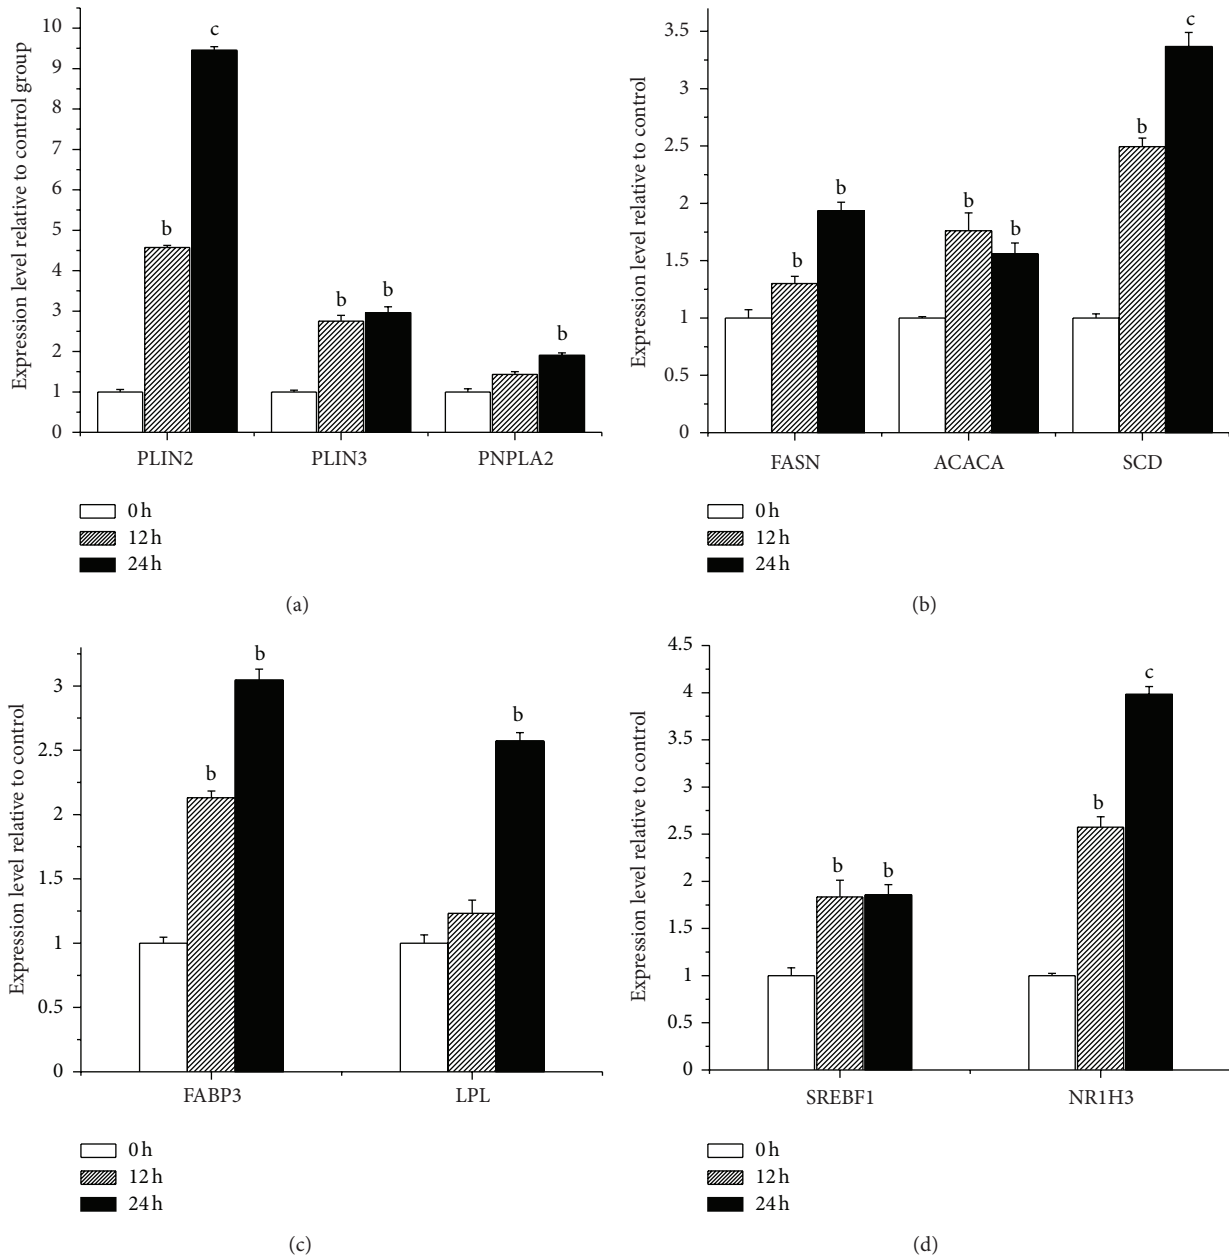 Expression level relative to control group
10
9
8
7
6
5
4
3
2
1
0
b
c
b
b
b
PLIN2 PLIN3 PNPLA2
0 h
12 h
24 h
(a)
Expression level relative to control
3.5
3
2.5
2
1.5
1
0.5
0
b
b
b
b
b
c
FASN ACACA SCD
0 h
12 h
24 h
(b)
Expression level relative to control
3
2.5
2
1.5
1
0.5
0
b
b
b
FABP3 LPL
0 h
12 h
24 h
(c)
Expression level relative to control
4.5
4
3.5
3
2.5
2
1.5
1
0.5
0
b
b
b
c
SREBF1 NR1H3
0 h
12 h
24 h
(d)